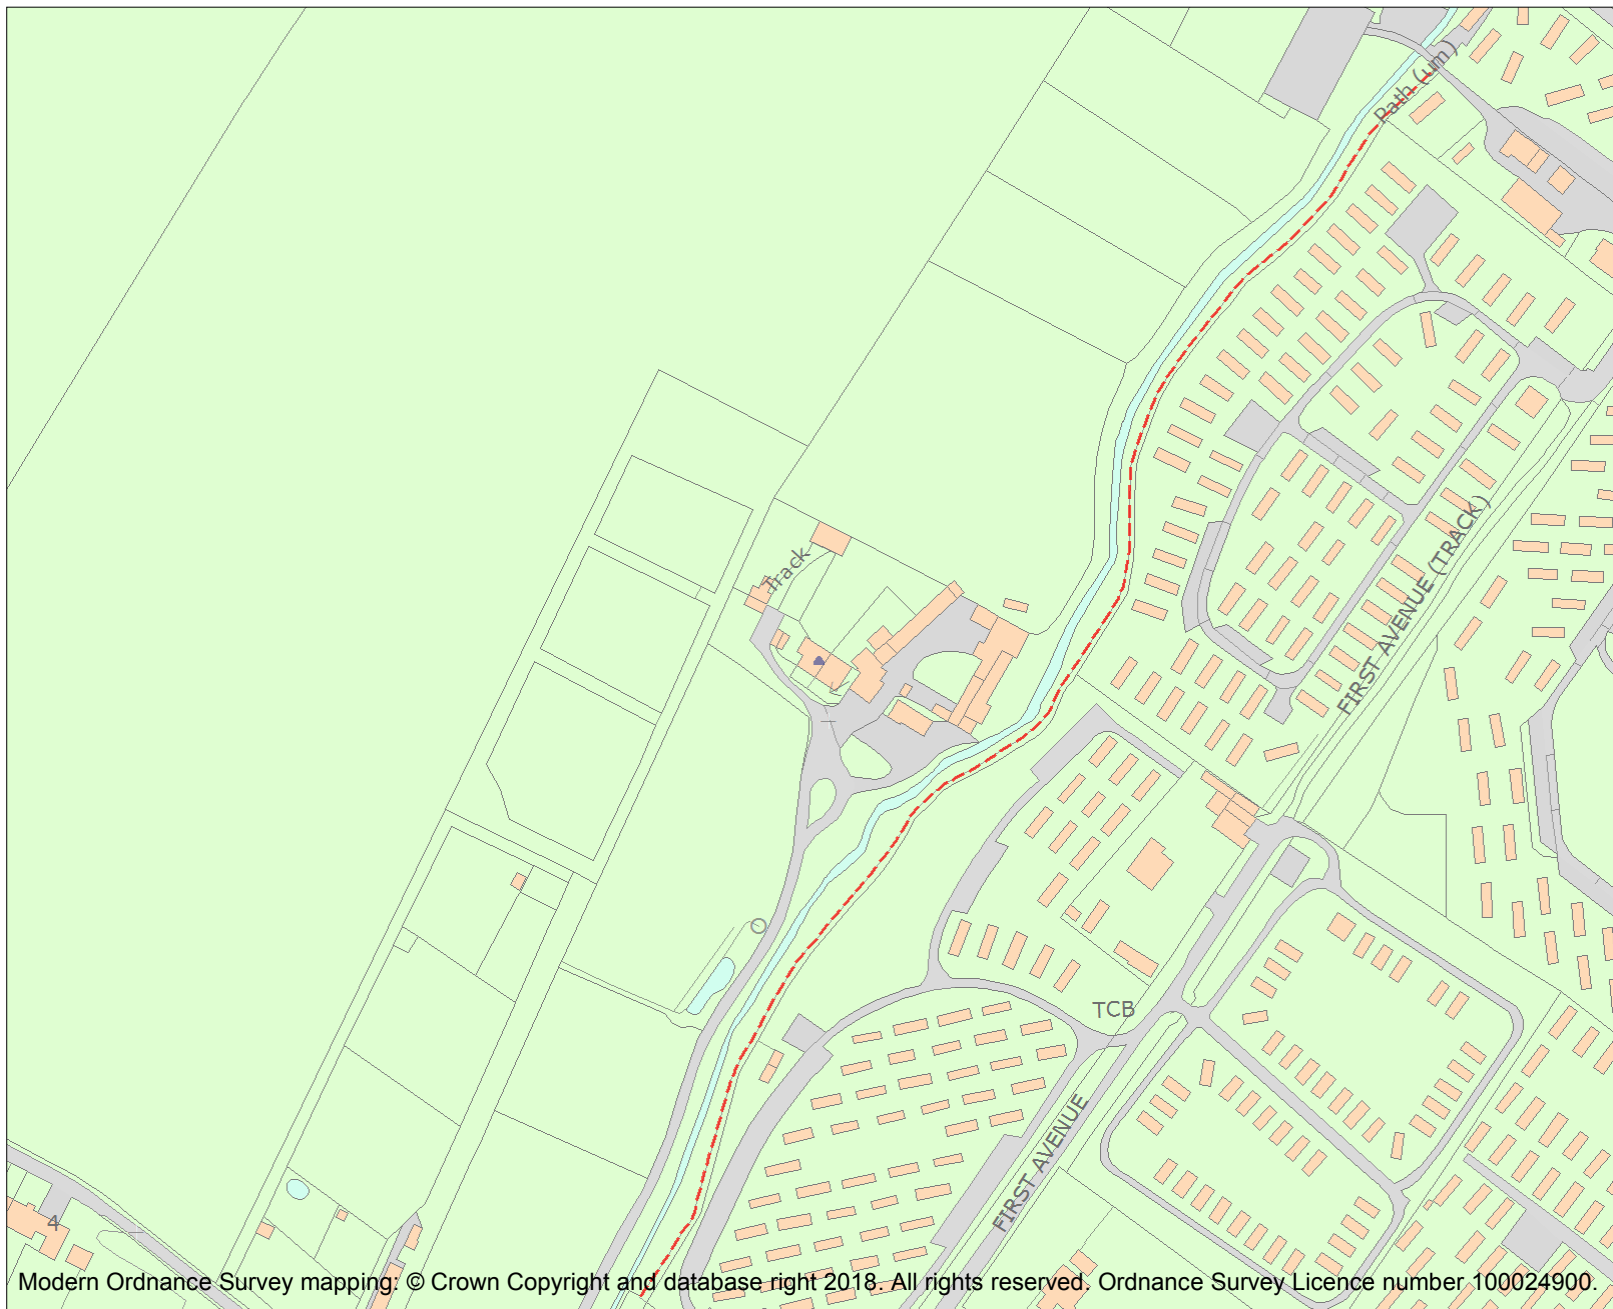 Path (um)
Track
FIRST AVENUE (TRACK)
TCB
FIRST AVENUE
4
Modern Ordnance Survey mapping: © Crown Copyright and database right 2018. All rights reserved. Ordnance Survey Licence number 100024900.